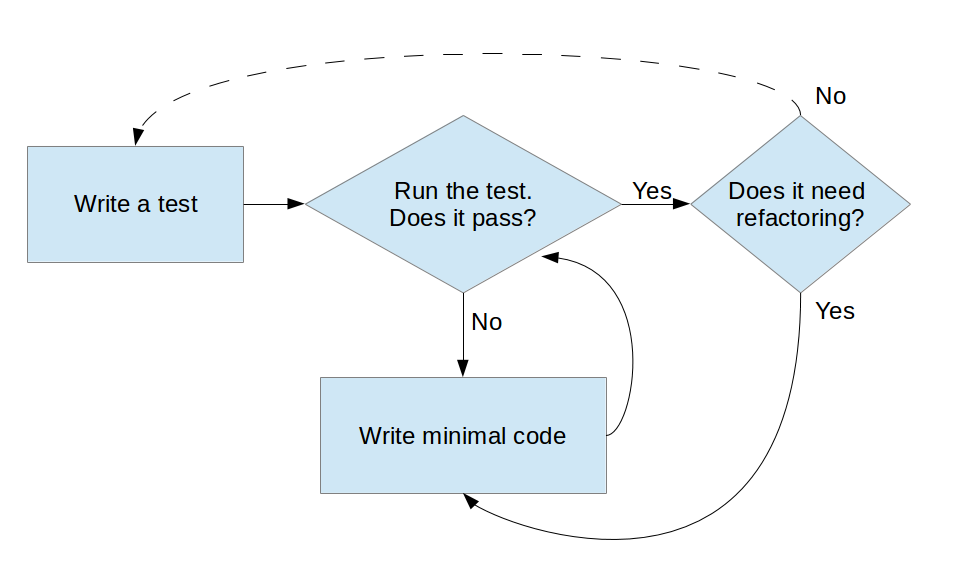 No
Write a test
Run the test.
Does it pass?
Yes
Does it need
refactoring?
No
Yes
Write minimal code